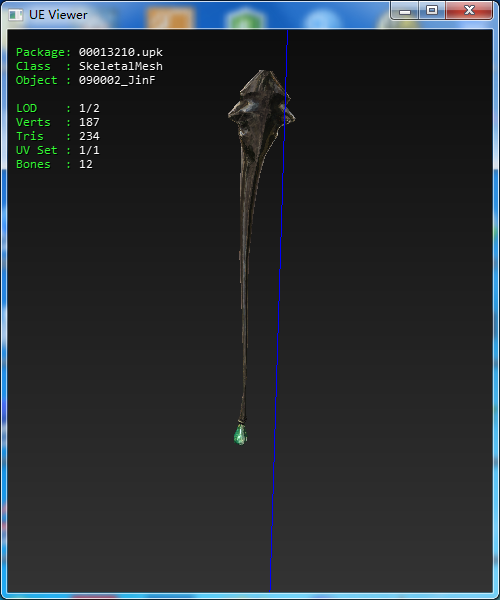 UE Viewer
Package: 00013210.upk
Class : SkeletalMesh
Object : 090002_JinF
LOD : 1/2
Verts : 187
Tris : 234
UV Set : 1/1
Bones : 12